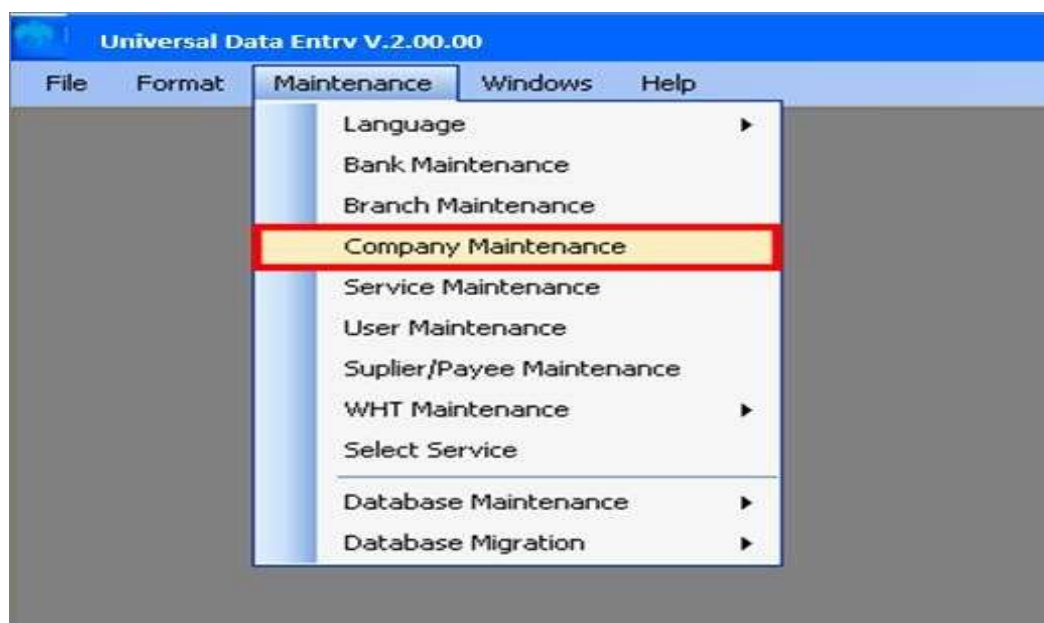 Universal Data Entry V.2.00.00
File Format Maintenance Windows Help
Language
Bank Maintenance
Branch Maintenance
Company Maintenance
Service Maintenance
User Maintenance
Suplier/Payee Maintenance
WHT Maintenance
Select Service
Database Maintenance
Database Migration